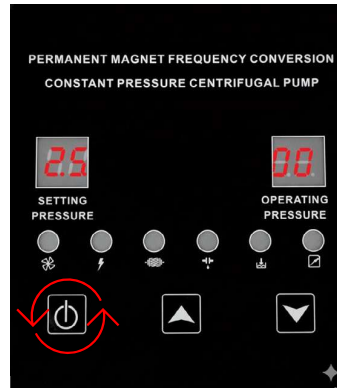 PERMANENT MAGNET FREQUENCY CONVERSION
CONSTANT PRESSURE CENTRIFUGAL PUMP
2.5 0.0
SETTING PRESSURE
OPERATING PRESSURE